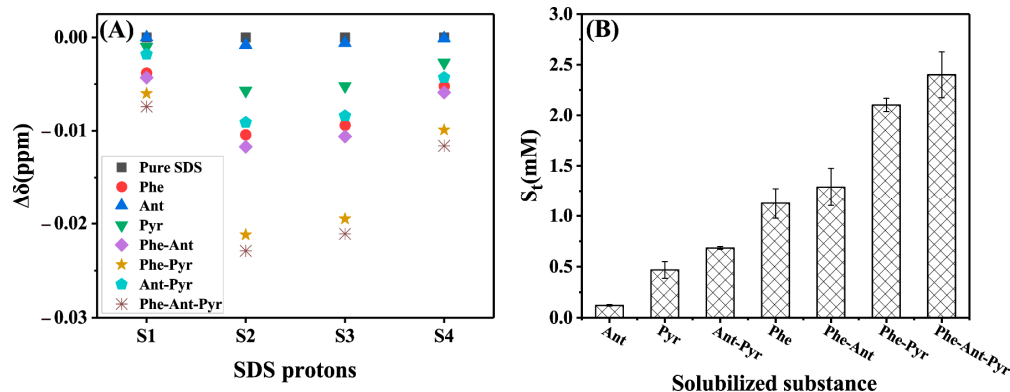 (A)
Δδ(ppm)
0.00
−0.01
−0.02
−0.03
Pure SDS
Phe
Ant
Pyr
Phe-Ant
Phe-Pyr
Ant-Pyr
Phe-Ant-Pyr
S1 S2 S3 S4
SDS protons
(B)
St(mM)
3.0
2.5
2.0
1.5
1.0
0.5
0.0
Ant Pyr Ant-Pyr Phe Phe-Ant Phe-Pyr Phe-Ant-Pyr
Solubilized substance